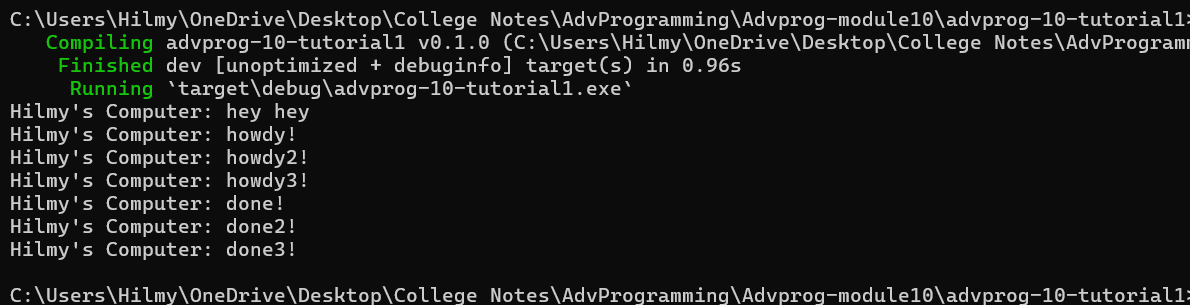 C:\Users\Hilmy\OneDrive\Desktop\College Notes\AdvProgramming\Advprog-module10\advprog-10-tutorial1>
Compiling advprog-10-tutorial1 v0.1.0 (C:\Users\Hilmy\OneDrive\Desktop\College Notes\AdvProgramm
Finished dev [unoptimized + debuginfo] target(s) in 0.96s
Running `target\debug\advprog-10-tutorial1.exe`
Hilmy's Computer: hey hey
Hilmy's Computer: howdy!
Hilmy's Computer: howdy2!
Hilmy's Computer: howdy3!
Hilmy's Computer: done!
Hilmy's Computer: done2!
Hilmy's Computer: done3!
C:\Users\Hilmy\OneDrive\Desktop\College Notes\AdvProgramming\Advprog-module10\advprog-10-tutorial1>